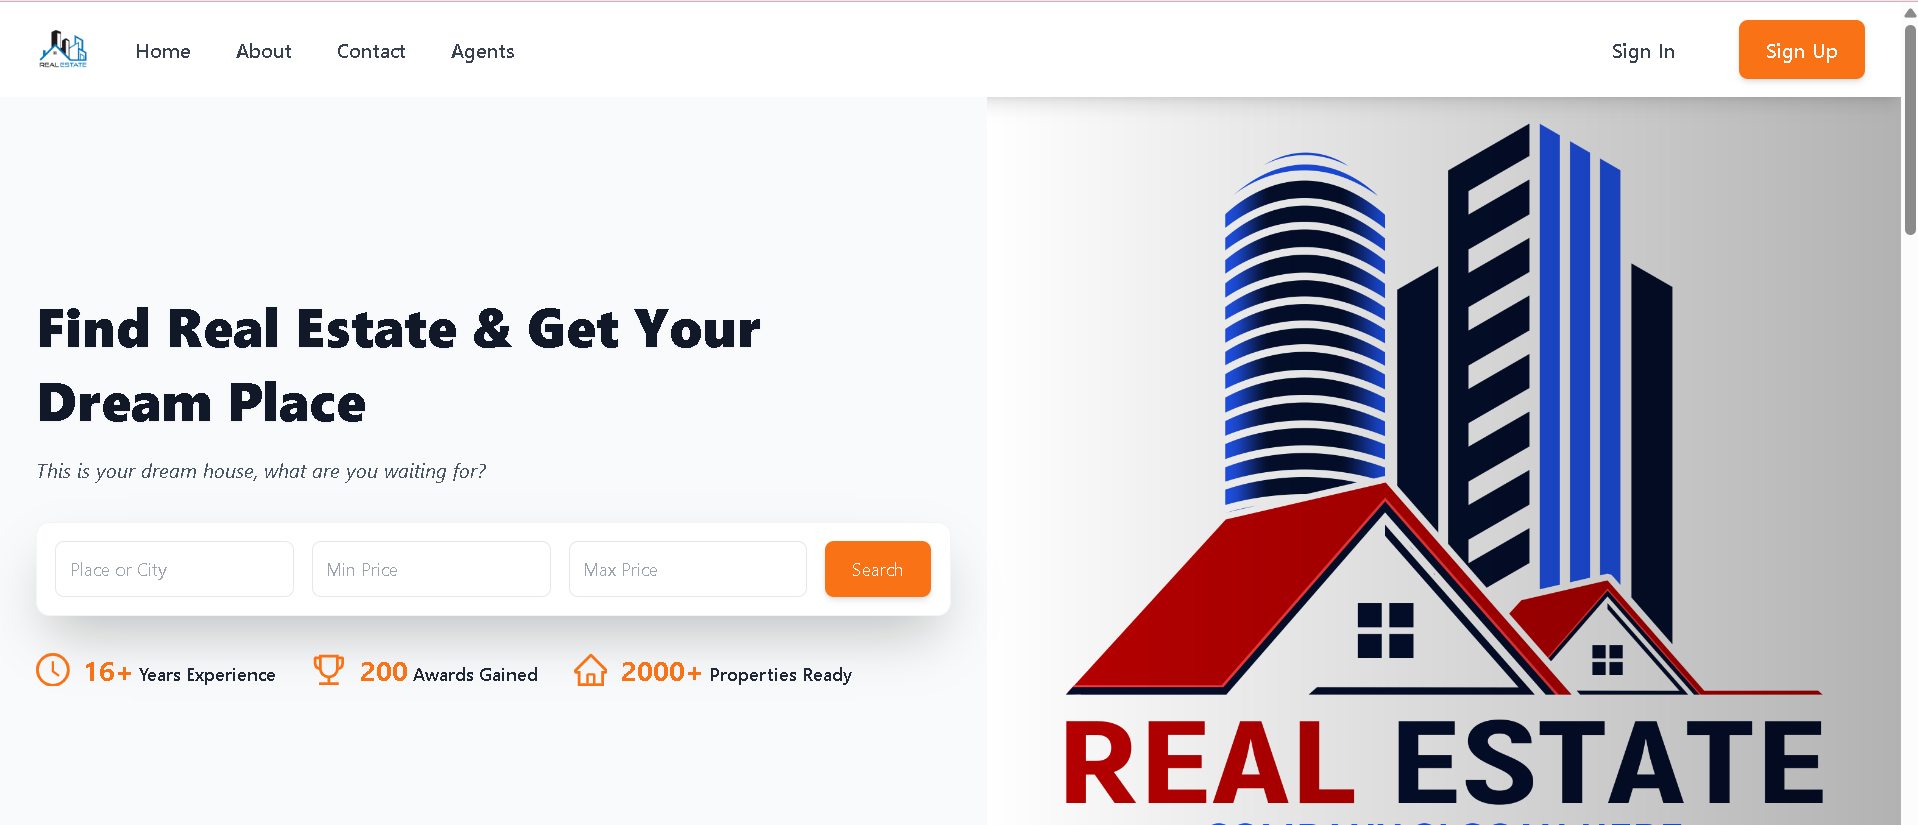 REAL ESTATE
Home About Contact Agents Sign In Sign Up
Find Real Estate & Get Your
Dream Place
This is your dream house, what are you waiting for?
Place or City Min Price Max Price Search
16+ Years Experience 200 Awards Gained 2000+ Properties Ready
REAL ESTATE